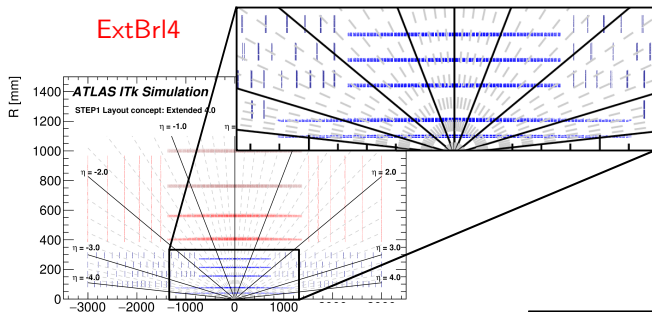 ExtBrl4
ATLAS ITk Simulation
STEP1 Layout concept: Extended 4.0
R [mm]
1400
1200
1000
800
600
400
200
0
η = -1.0
η = -2.0
η = 2.0
η = -3.0
η = 3.0
η = -4.0
η = 4.0
−3000 −2000 −1000 0 1000